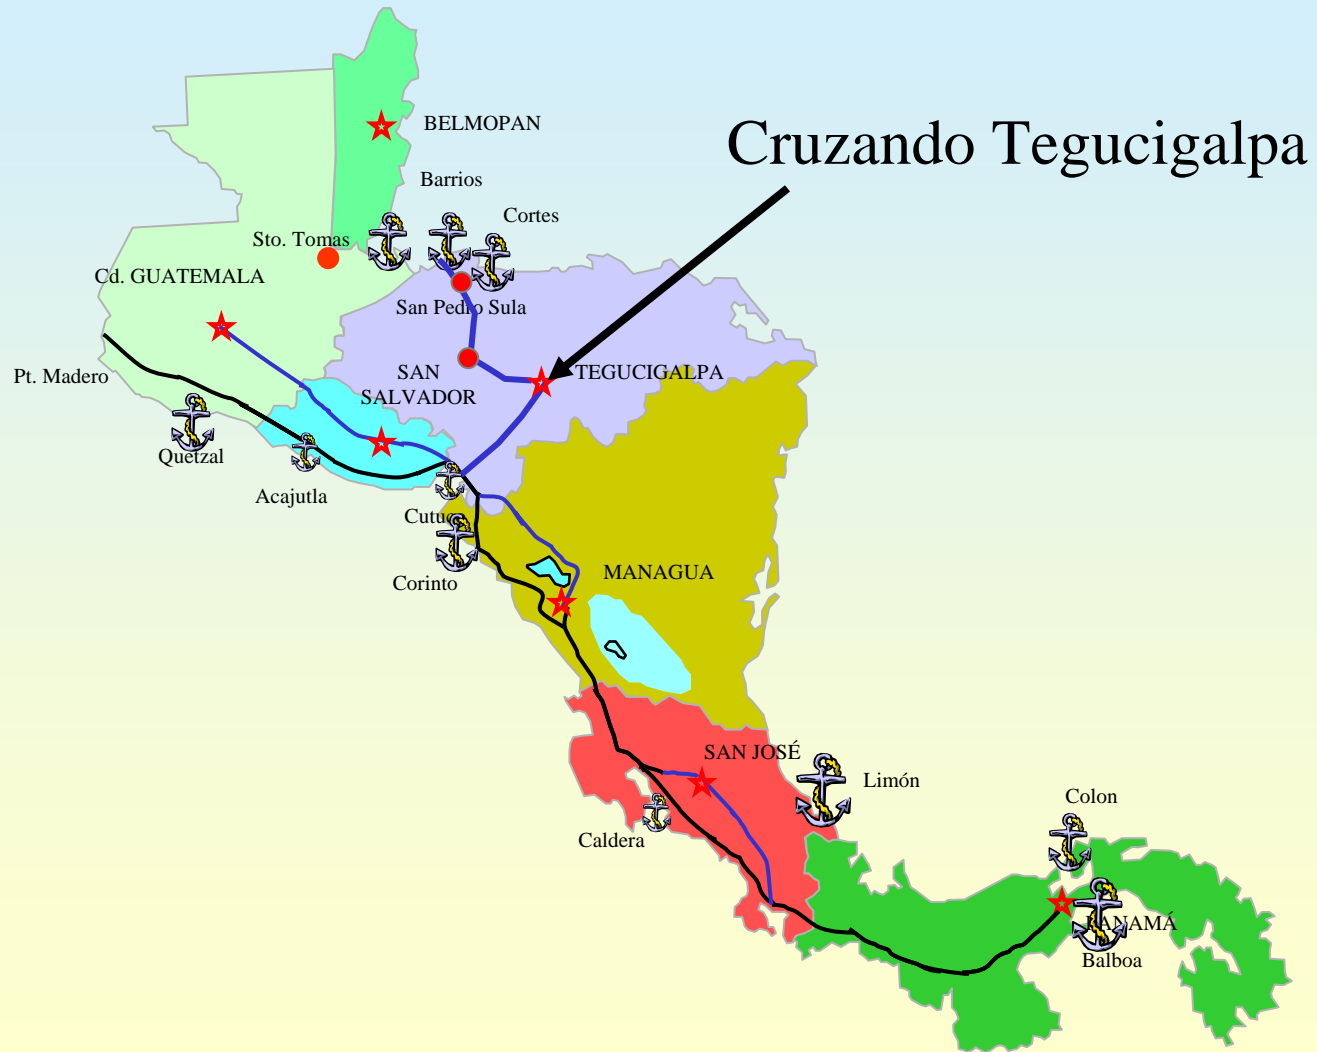 BELMOPAN
Cruzando Tegucigalpa
Barrios
Cortes
Sto. Tomas
Cd. GUATEMALA
San Pedro Sula
Pt. Madero
SAN
SALVADOR
TEGUCIGALPA
Quetzal
Acajutla
Cutuco
Corinto
MANAGUA
SAN JOSÉ
Limón
Caldera
Colon
PANAMÁ
Balboa